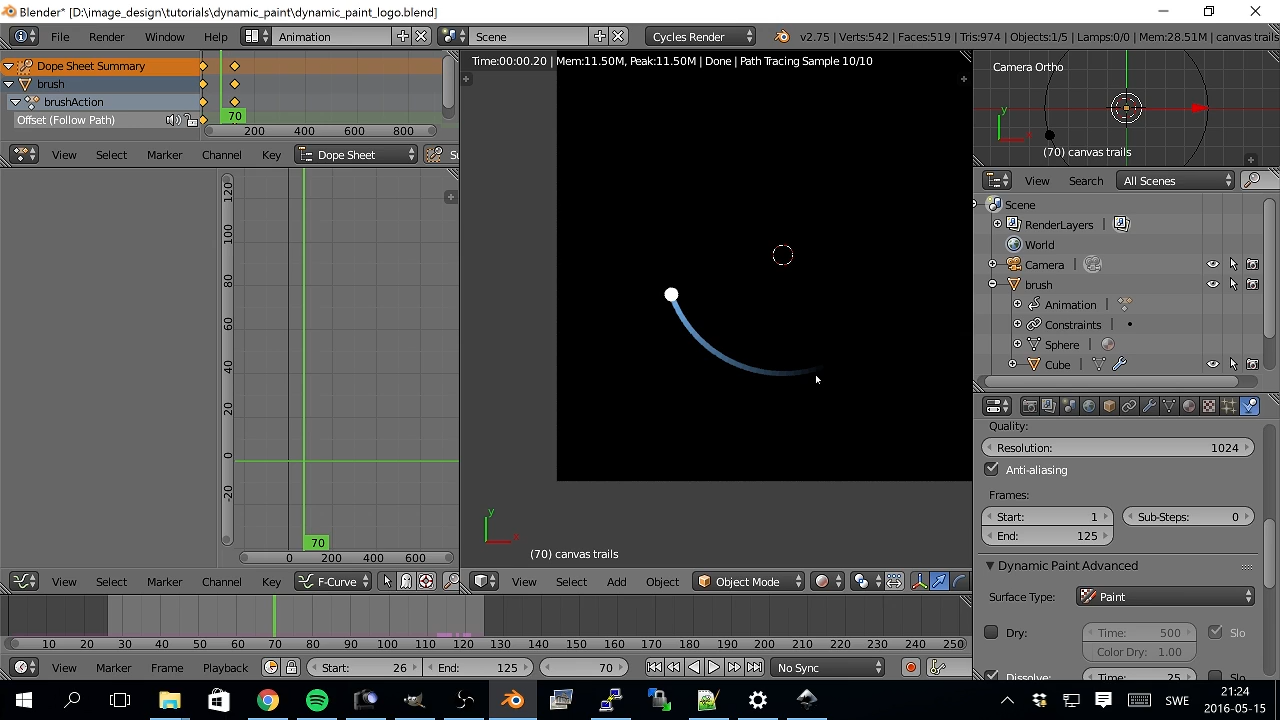 Blender* [D:\image_design\tutorials\dynamic_paint\dynamic_paint_logo.blend]
File Render Window Help Animation Scene Cycles Render v2.75 | Verts:542 | Faces:519 | Tris:974 | Objects:1/5 | Lamps:0/0 | Mem:28.51M | canvas trails
Dope Sheet Summary
brush
brushAction
Offset (Follow Path)
70
200 400 600 800
View Select Marker Channel Key Dope Sheet
Time:00:00.20 | Mem:11.50M, Peak:11.50M | Done | Path Tracing Sample 10/10
Camera Ortho
y
(70) canvas trails
View Search All Scenes
Scene
RenderLayers
World
Camera
brush
Animation
Constraints
Sphere
Cube
120
100
80
60
40
20
0
-20
70
0 200 400 600
View Select Marker Channel Key F-Curve
y
x
(70) canvas trails
View Select Add Object Object Mode
Quality:
Resolution: 1024
Anti-aliasing
Frames:
Start: 1
Sub-Steps: 0
End: 125
Dynamic Paint Advanced
Surface Type: Paint
Dry: Time: 500 Slo
Color Dry: 1.00
Dissolve: Time: 25 Slo
10 20 30 40 50 60 70 80 90 100 110 120 130 140 150 160 170 180 190 200 210 220 230 240 250
View Marker Frame Playback Start: 26 End: 125 70 No Sync
SWE
21:24
2016-05-15